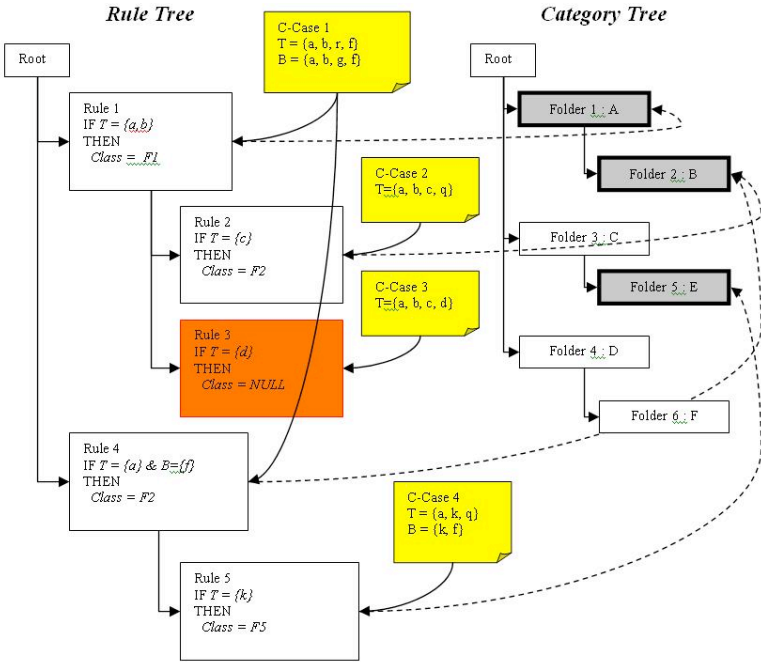 Rule Tree
Root
Rule 1
IF T = {a,b}
THEN
Class = F1
Rule 2
IF T = {c}
THEN
Class = F2
Rule 3
IF T = {d}
THEN
Class = NULL
Rule 4
IF T = {a} & B={f}
THEN
Class = F2
Rule 5
IF T = {k}
THEN
Class = F5
C-Case 1
T = {a, b, r, f}
B = {a, b, g, f}
C-Case 2
T={a, b, c, q}
C-Case 3
T={a, b, c, d}
C-Case 4
T = {a, k, q}
B = {k, f}
Category Tree
Root
Folder 1 : A
Folder 2 : B
Folder 3 : C
Folder 5 : E
Folder 4 : D
Folder 6 : F